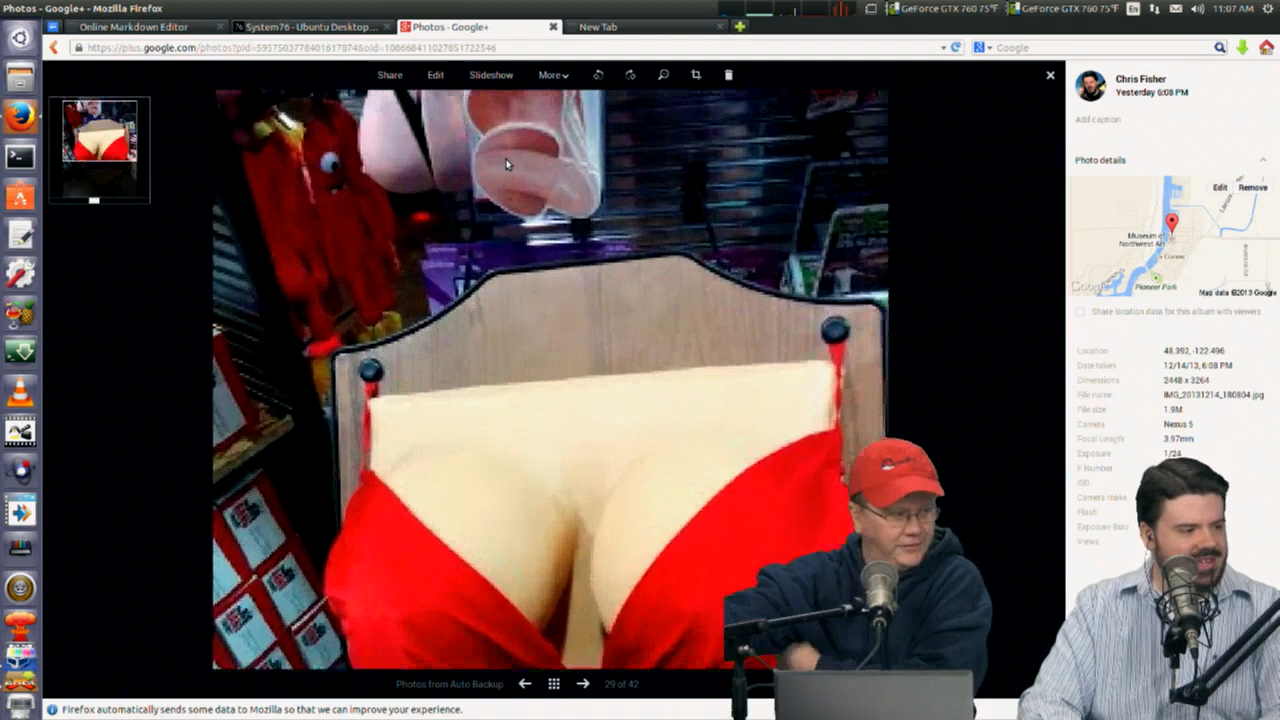 Photos - Google+ - Mozilla Firefox
GeForce GTX 760 75°F
GeForce GTX 760 75°F
En
11:07 AM
Online Markdown Editor
System76 - Ubuntu Desktop...
Photos - Google+
New Tab
Google
Share
Edit
Slideshow
More
Chris Fisher
Yesterday 6:08 PM
Add caption
Photo details
Edit
Remove
Museum of
Northwest Art
Pioneer Park
Google
Map data ©2013 Google
Share location data for this album with viewers
Location 48.392, -122.496
Date taken 12/14/13, 6:08 PM
Dimensions 2448 x 3264
File name IMG_20131214_180804.jpg
File size 1.9M
Camera Nexus 5
Focal Length 3.97mm
Exposure 1/24
F Number
ISO
Camera make
Flash
Exposure Bias
Views
Photos from Auto Backup
29 of 42
Firefox automatically sends some data to Mozilla so that we can improve your experience.